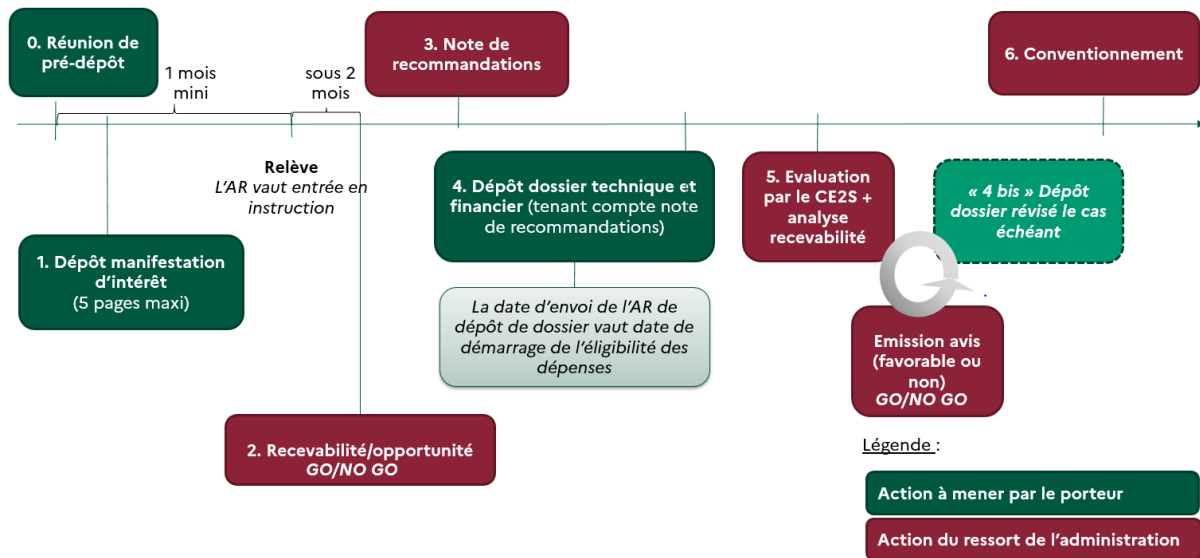 0. Réunion de
pré-dépôt
1 mois
mini
sous 2
mois
3. Note de
recommandations
6. Conventionnement
Relève
L'AR vaut entrée en
instruction
1. Dépôt manifestation
d'intérêt
(5 pages maxi)
2. Recevabilité/opportunité
GO/NO GO
4. Dépôt dossier technique et
financier (tenant compte note
de recommandations)
La date d'envoi de l'AR de
dépôt de dossier vaut date de
démarrage de l'éligibilité des
dépenses
5. Evaluation
par le CE2S +
analyse
recevabilité
« 4 bis » Dépôt
dossier révisé le cas
échéant
Emission avis
(favorable ou
non)
GO/NO GO
Légende :
Action à mener par le porteur
Action du ressort de l'administration